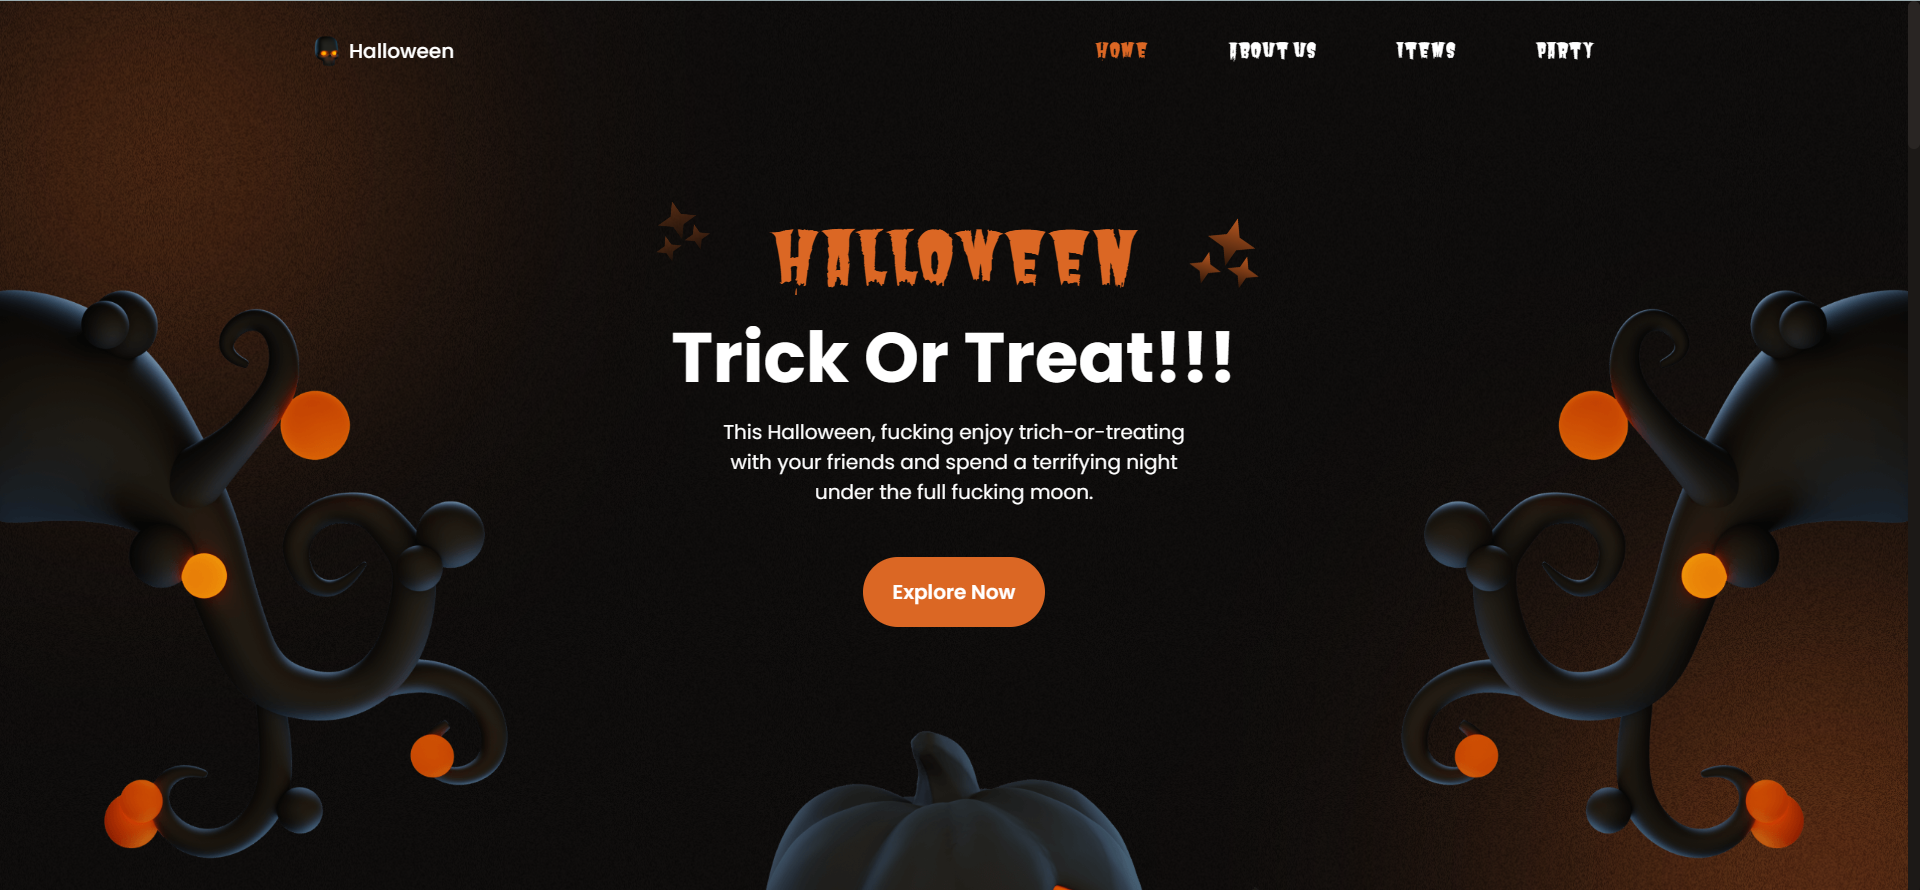 Halloween
HOME
ABOUT US
ITEMS
PARTY
HALLOWEEN
Trick Or Treat!!!
This Halloween, fucking enjoy trich-or-treating
with your friends and spend a terrifying night
under the full fucking moon.
Explore Now